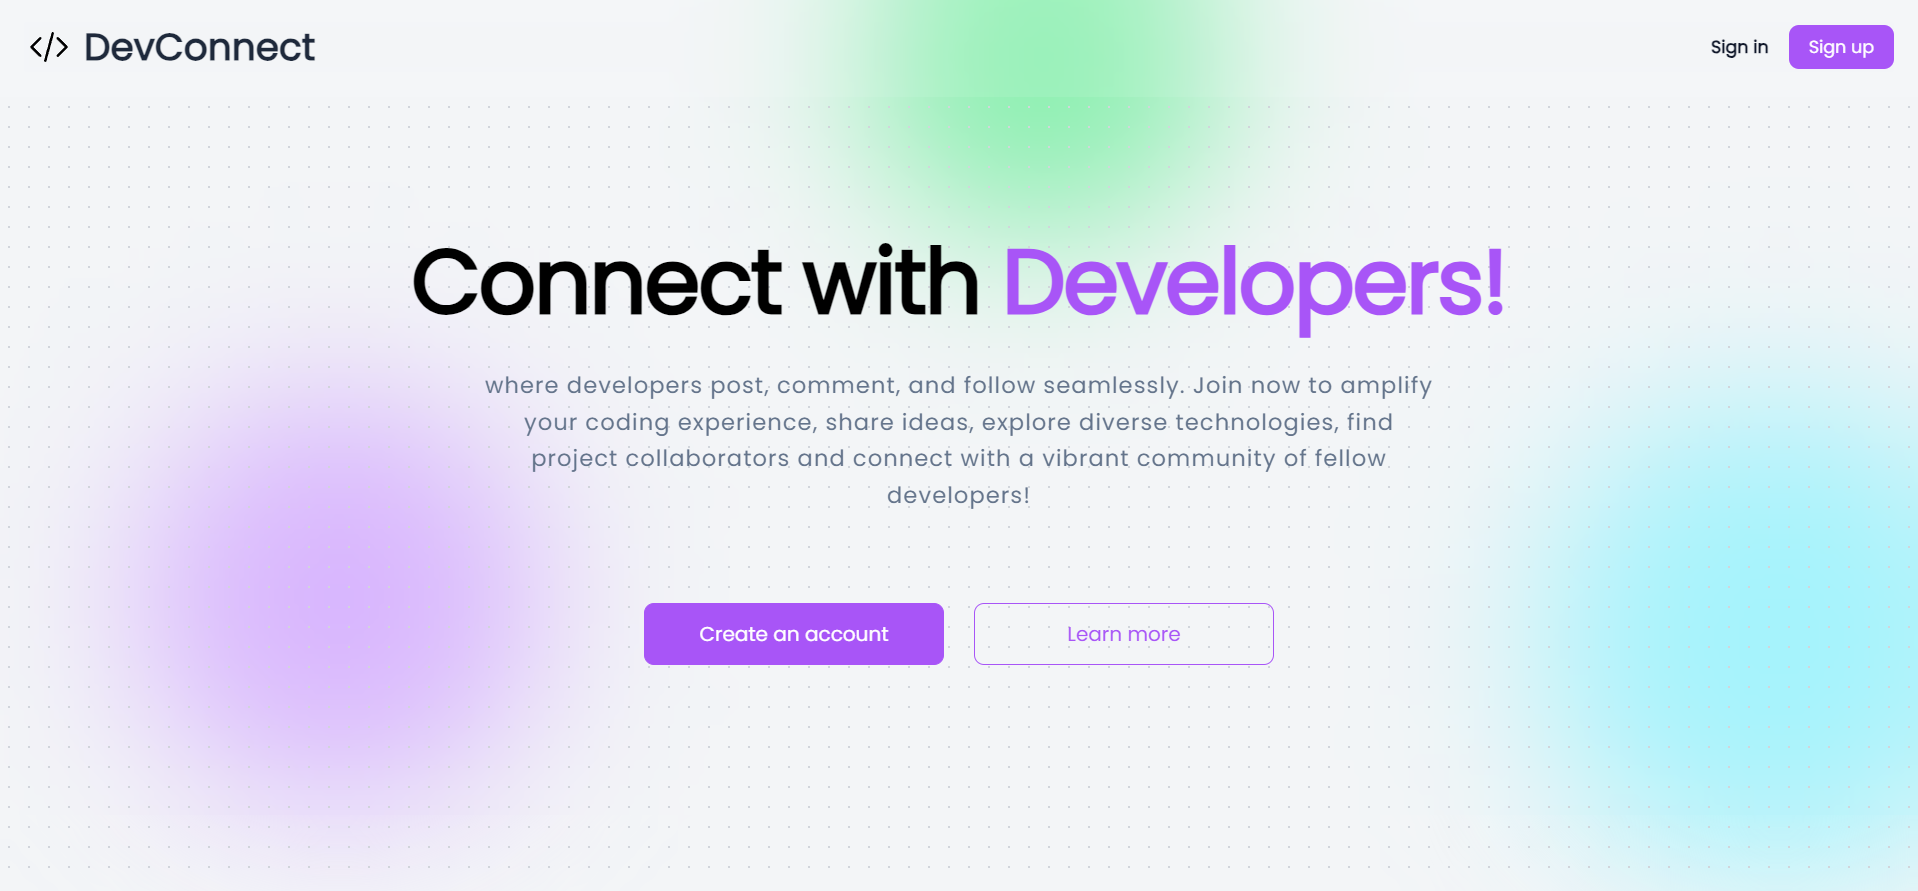 DevConnect
Sign in
Sign up
Connect with Developers!
where developers post, comment, and follow seamlessly. Join now to amplify
your coding experience, share ideas, explore diverse technologies, find
project collaborators and connect with a vibrant community of fellow
developers!
Create an account
Learn more